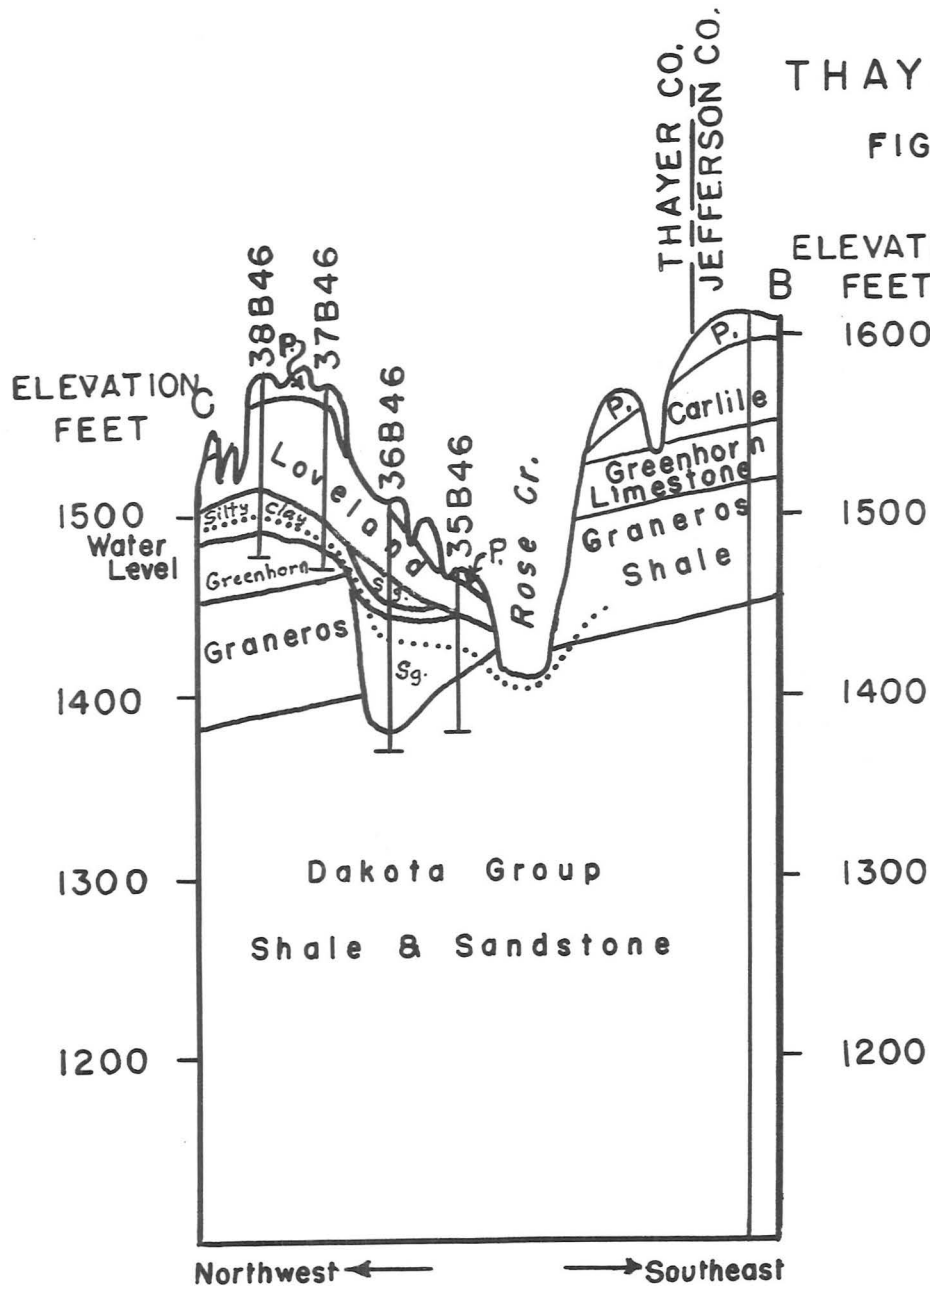 THAY
FIG
THAYER CO.
JEFFERSON CO.
ELEVAT
FEET
B
1600
1500
1400
1300
1200
ELEVATION
FEET
C
1500
Water
Level
1400
1300
1200
38B46
P.
37B46
36B46
35B46
P.
Rose Cr.
P.
P.
Carlile
Greenhorn
Limestone
Graneros
Shale
Loveland
Silty Clay
Sg.
Greenhorn
Graneros
Sg.
Dakota Group
Shale & Sandstone
Northwest
Southeast